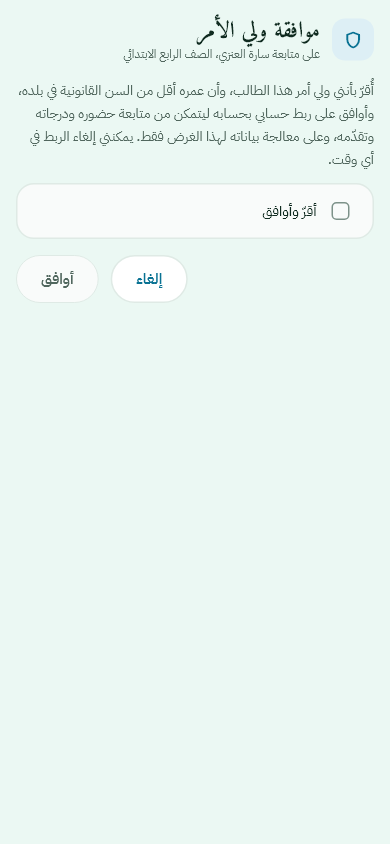 موافقة ولي الأمر
على متابعة سارة العنزي، الصف الرابع الابتدائي
أُقرّ بأنني ولي أمر هذا الطالب، وأن عمره أقل من السن القانونية في بلده،
وأوافق على ربط حسابي بحسابه ليتمكن من متابعة حضوره ودرجاته
وتقدّمه، وعلى معالجة بياناته لهذا الغرض فقط. يمكنني إلغاء الربط في
أي وقت.
أقرّ وأوافق
إلغاء
أوافق